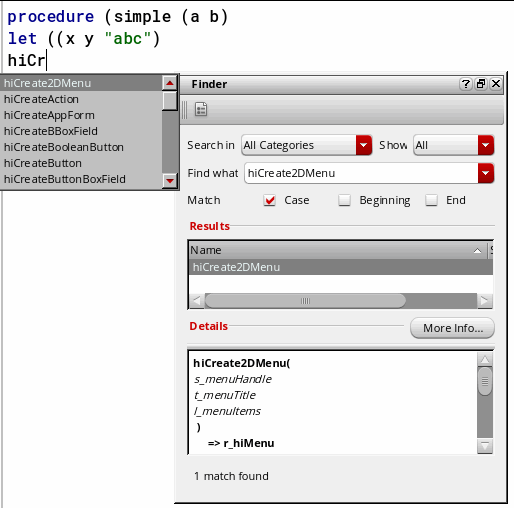 procedure (simple (a b)
let ((x y "abc")
hiCr
hiCreate2DMenu
hiCreateAction
hiCreateAppForm
hiCreateBBoxField
hiCreateBooleanButton
hiCreateButton
hiCreateButtonBoxField
Finder
Search in All Categories Show All
Find what hiCreate2DMenu
Match Case Beginning End
Results
Name S
hiCreate2DMenu
Details More Info...
hiCreate2DMenu(
s_menuHandle
t_menuTitle
l_menuItems
)
=> r_hiMenu
1 match found